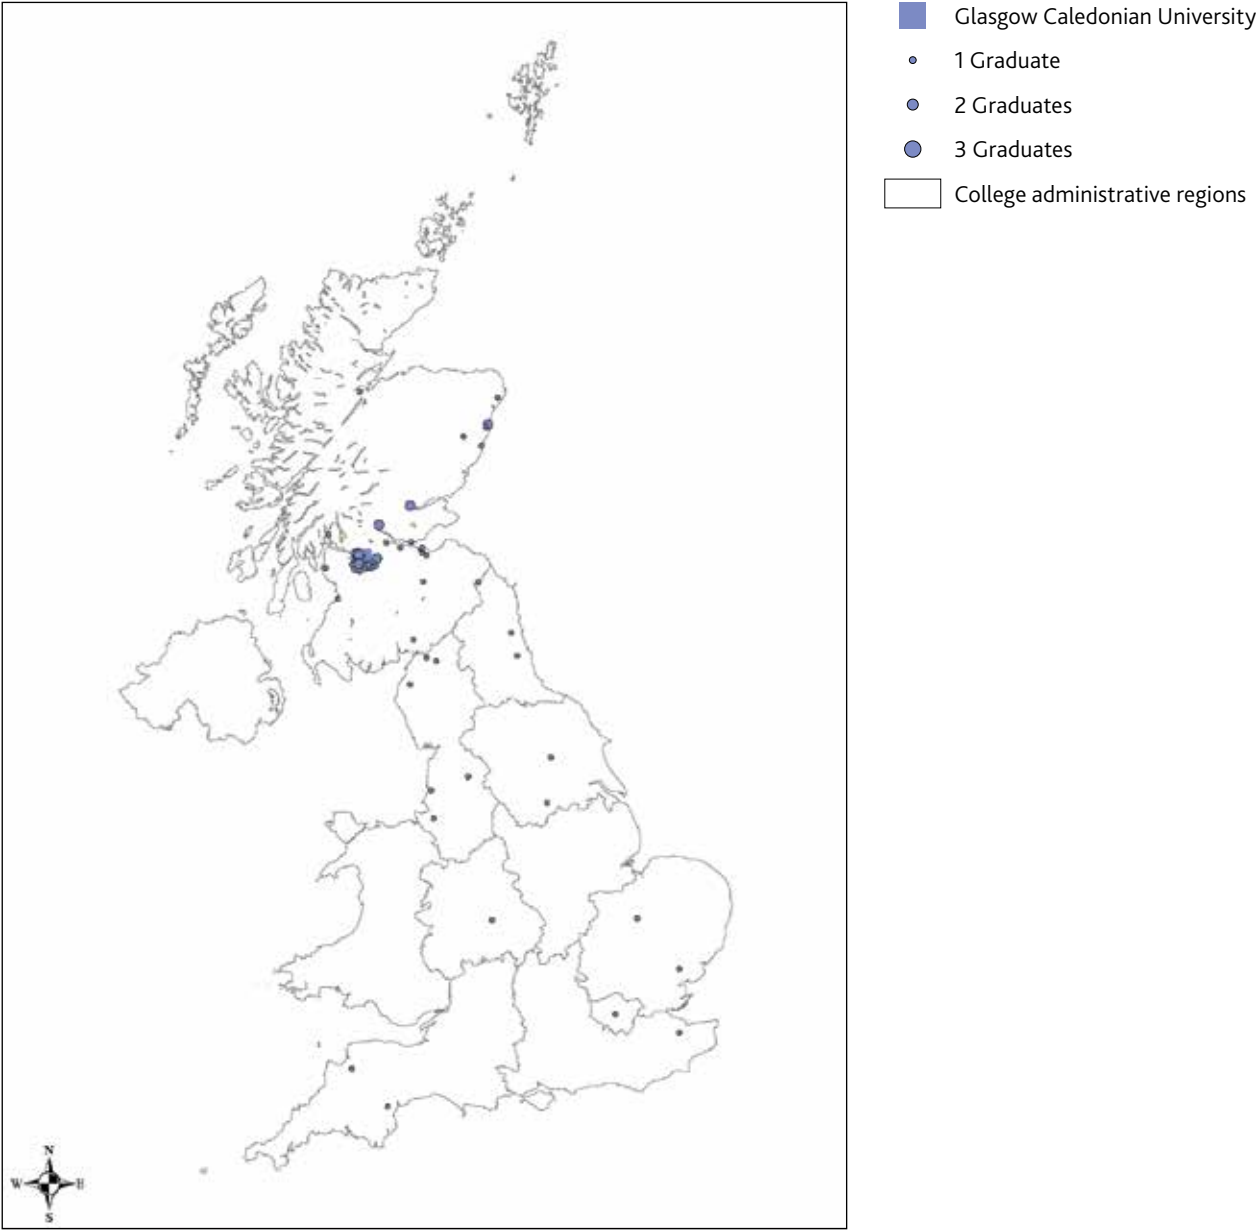 Glasgow Caledonian University
1 Graduate
2 Graduates
3 Graduates
College administrative regions
N
W E
S